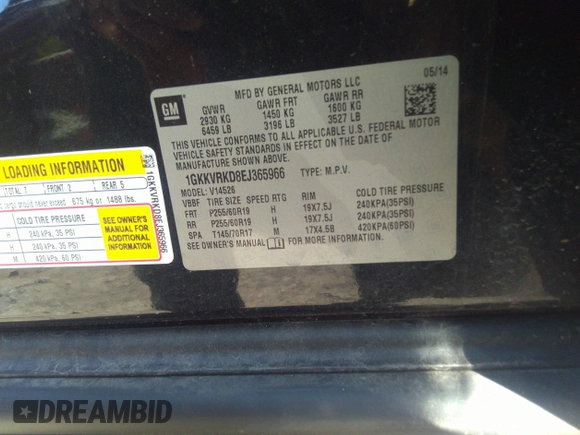 GM
MFD BY GENERAL MOTORS LLC
05/14
GVWR GAWR FRT GAWR RR
2930 KG 1450 KG 1600 KG
6459 LB 3196 LB 3527 LB
THIS VEHICLE CONFORMS TO ALL APPLICABLE U.S. FEDERAL MOTOR
VEHICLE SAFETY STANDARDS IN EFFECT ON THE DATE OF
MANUFACTURE SHOWN ABOVE.
1GKKVRKD8EJ365966 TYPE: M.P.V.
MODEL: V14526
VBBF TIRE SIZE SPEED RTG RIM COLD TIRE PRESSURE
FRT P255/60R19 H 19X7.5J 240KPA(35PSI)
RR P255/60R19 H 19X7.5J 240KPA(35PSI)
SPA T145/70R17 M 17X4.5B 420KPA(60PSI)
SEE OWNER'S MANUAL FOR MORE INFORMATION.
LOADING INFORMATION
TOTAL 7 FRONT 2 REAR 5
cargo should never exceed 675 kg or 1488 lbs.
COLD TIRE PRESSURE
H 240 kPa, 35 PSI
H 240 kPa, 35 PSI
M 420 kPa, 60 PSI
SEE OWNER'S
MANUAL FOR
ADDITIONAL
INFORMATION
1GKKVRKD8EJ365966
DREAMBID